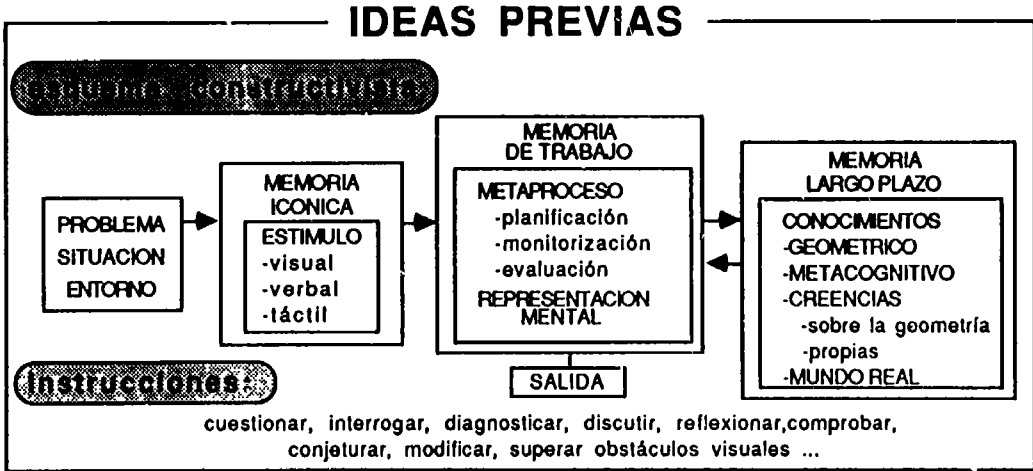 IDEAS PREVIAS
esquema constructivista:
PROBLEMA
SITUACION
ENTORNO
MEMORIA
ICONICA
ESTIMULO
-visual
-verbal
-táctil
MEMORIA
DE TRABAJO
METAPROCESO
-planificación
-monitorización
-evaluación
REPRESENTACION
MENTAL
SALIDA
MEMORIA
LARGO PLAZO
CONOCIMIENTOS
-GEOMETRICO
-METACOGNITIVO
-CREENCIAS
-sobre la geometría
-propias
-MUNDO REAL
Instrucciones:
cuestionar, interrogar, diagnosticar, discutir, reflexionar,comprobar,
conjeturar, modificar, superar obstáculos visuales ...